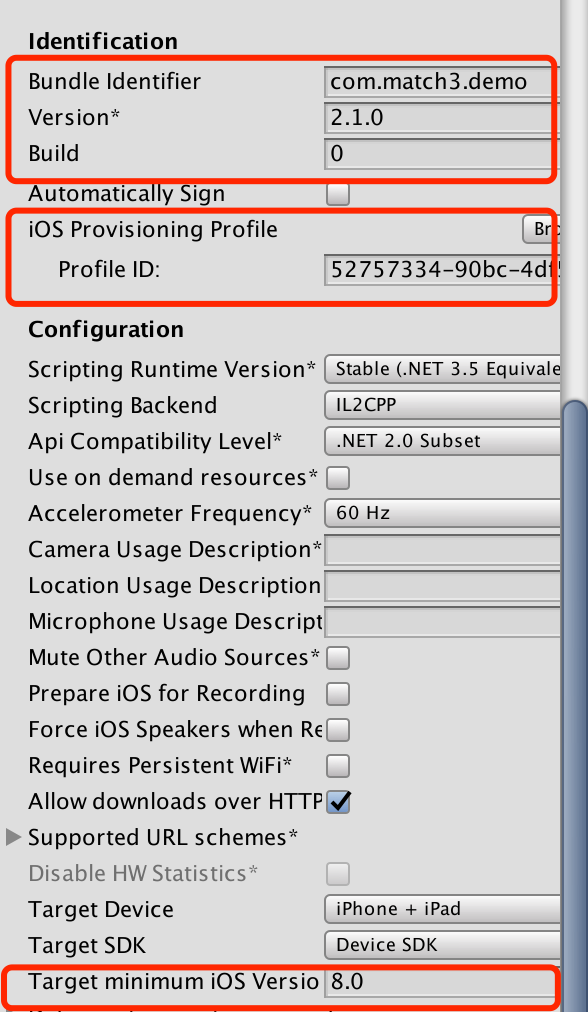 Identification
Bundle Identifier com.match3.demo
Version* 2.1.0
Build 0
Automatically Sign
iOS Provisioning Profile Bro
Profile ID: 52757334-90bc-4df
Configuration
Scripting Runtime Version* Stable (.NET 3.5 Equivale
Scripting Backend IL2CPP
Api Compatibility Level* .NET 2.0 Subset
Use on demand resources*
Accelerometer Frequency* 60 Hz
Camera Usage Description*
Location Usage Description
Microphone Usage Descript
Mute Other Audio Sources*
Prepare iOS for Recording
Force iOS Speakers when Re
Requires Persistent WiFi*
Allow downloads over HTTP
Supported URL schemes*
Disable HW Statistics*
Target Device iPhone + iPad
Target SDK Device SDK
Target minimum iOS Versio 8.0